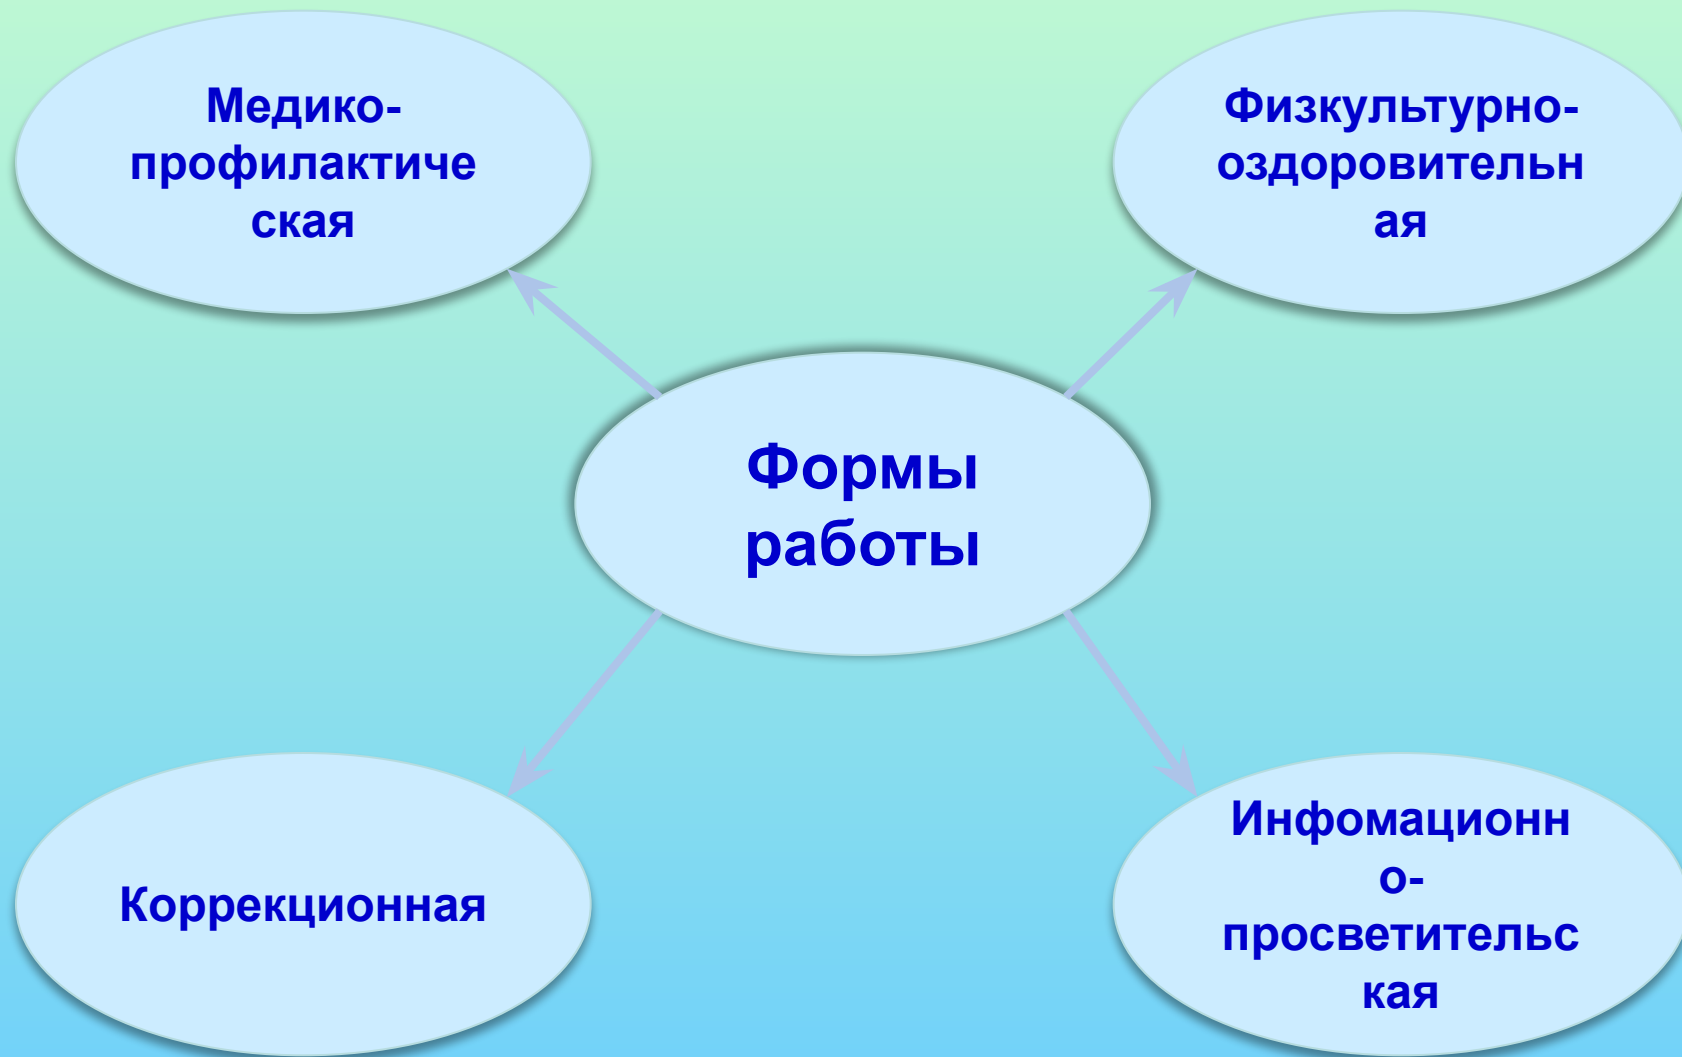 Медико-
профилактиче
ская
Физкультурно-
оздоровительн
ая
Формы
работы
Коррекционная
Инфомационн
о-
просветительс
кая